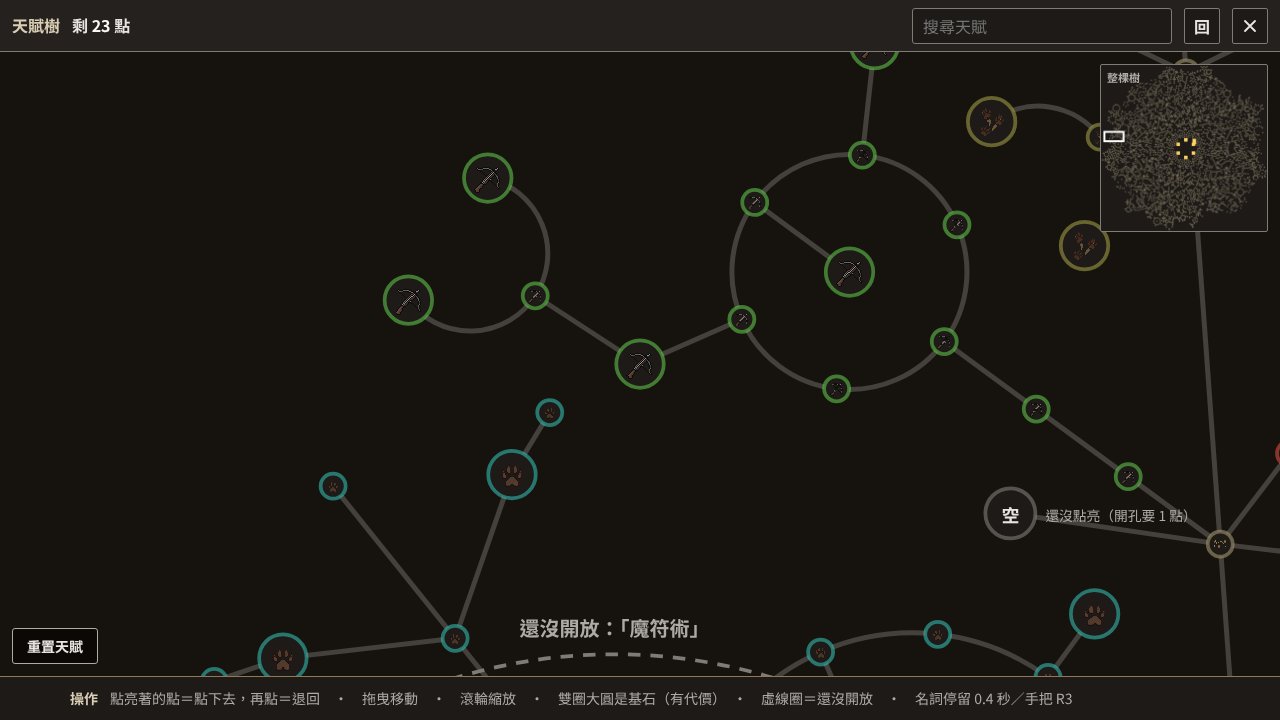 天賦樹 剩 23 點
搜尋天賦
回
✕
整棵樹
空
還沒點亮（開孔要 1 點）
還沒開放：「魔符術」
重置天賦
操作 點亮著的點＝點下去，再點＝退回 ・ 拖曳移動 ・ 滾輪縮放 ・ 雙圈大圓是基石（有代價） ・ 虛線圈＝還沒開放 ・ 名詞停留 0.4 秒／手把 R3